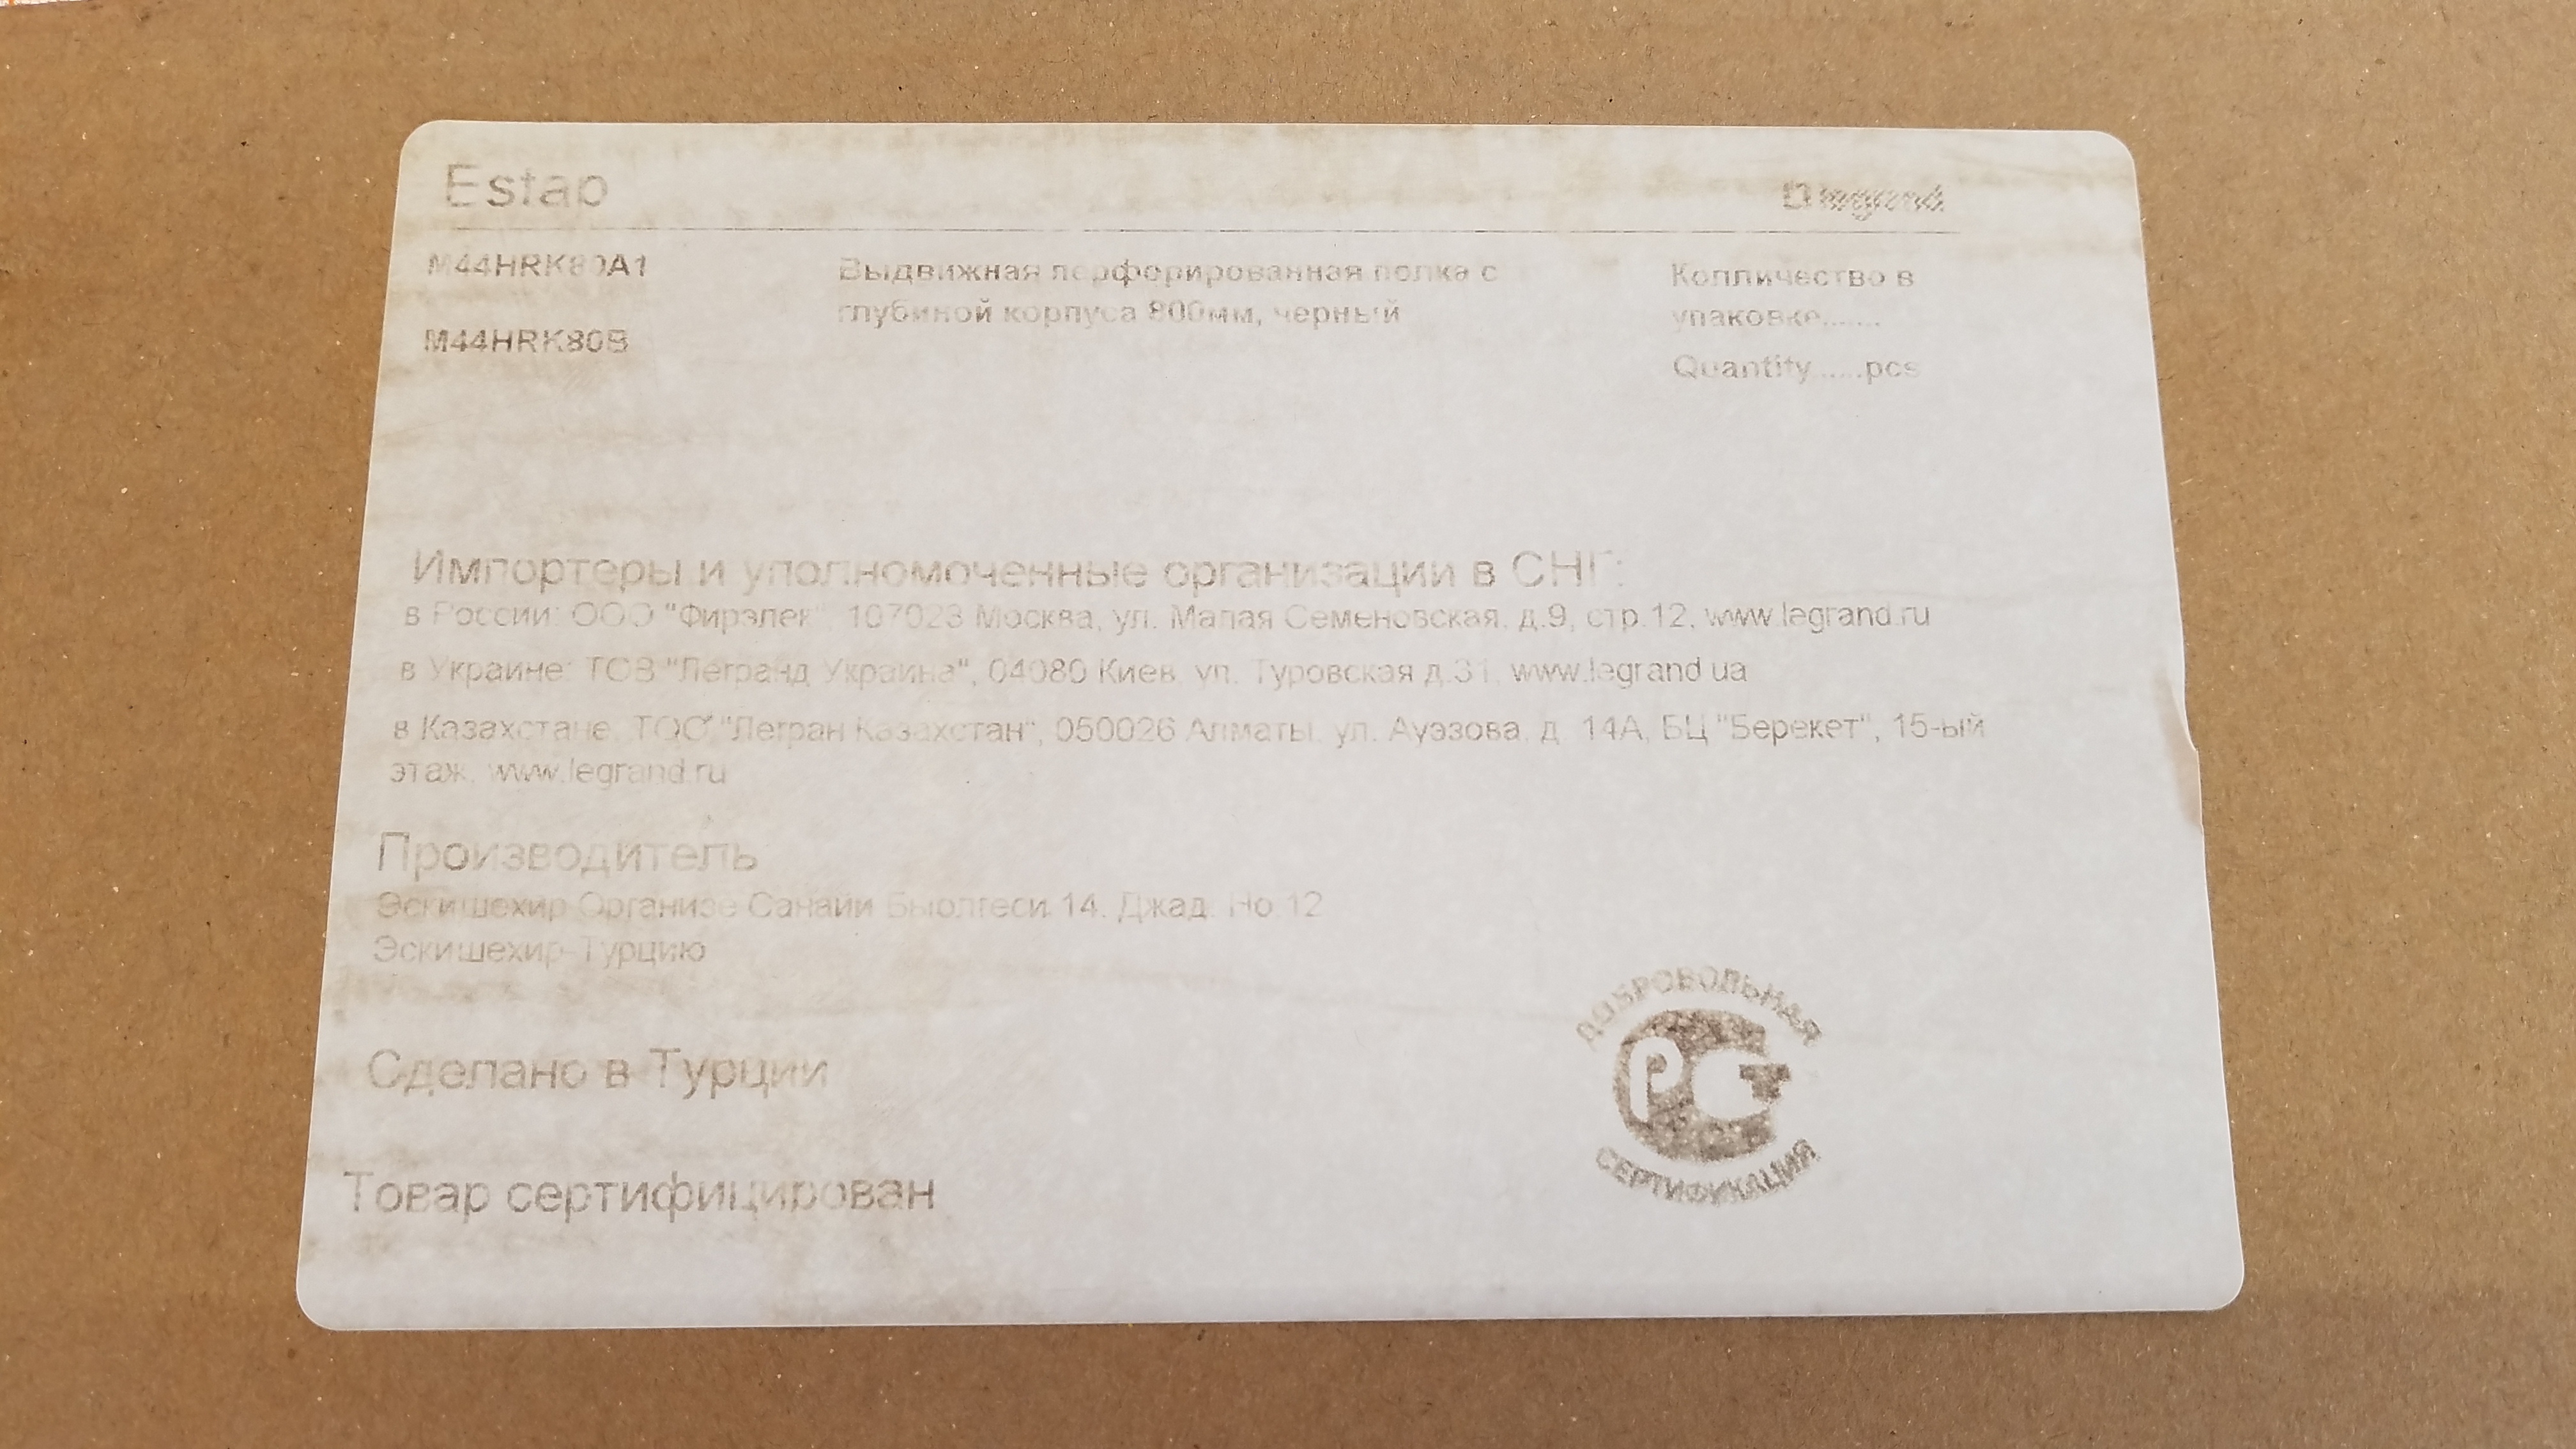 Estap
legrand
M44HRK80A1
Выдвижная перфорированная полка с
глубиной корпуса 800мм, черный
Колличество в
упаковке.......
M44HRK80B
Quantity......pcs
Импортеры и уполномоченные организации в СНГ:
в России: ООО "Фирэлек", 107023 Москва, ул. Малая Семеновская, д.9, стр.12, www.legrand.ru
в Украине: ТОВ "Легранд Украина", 04080 Киев, ул. Туровская д.31, www.legrand.ua
в Казахстане: ТОО "Легран Казахстан", 050026 Алматы, ул. Ауэзова, д. 14А, БЦ "Берекет", 15-ый
этаж, www.legrand.ru
Производитель
Эскишехир Организе Санайи Бьолгеси 14. Джад. Но 12
Эскишехир-Турцию
Сделано в Турции
Товар сертифицирован
ДОБРОВОЛЬНАЯ
РСТ
СЕРТИФИКАЦИЯ